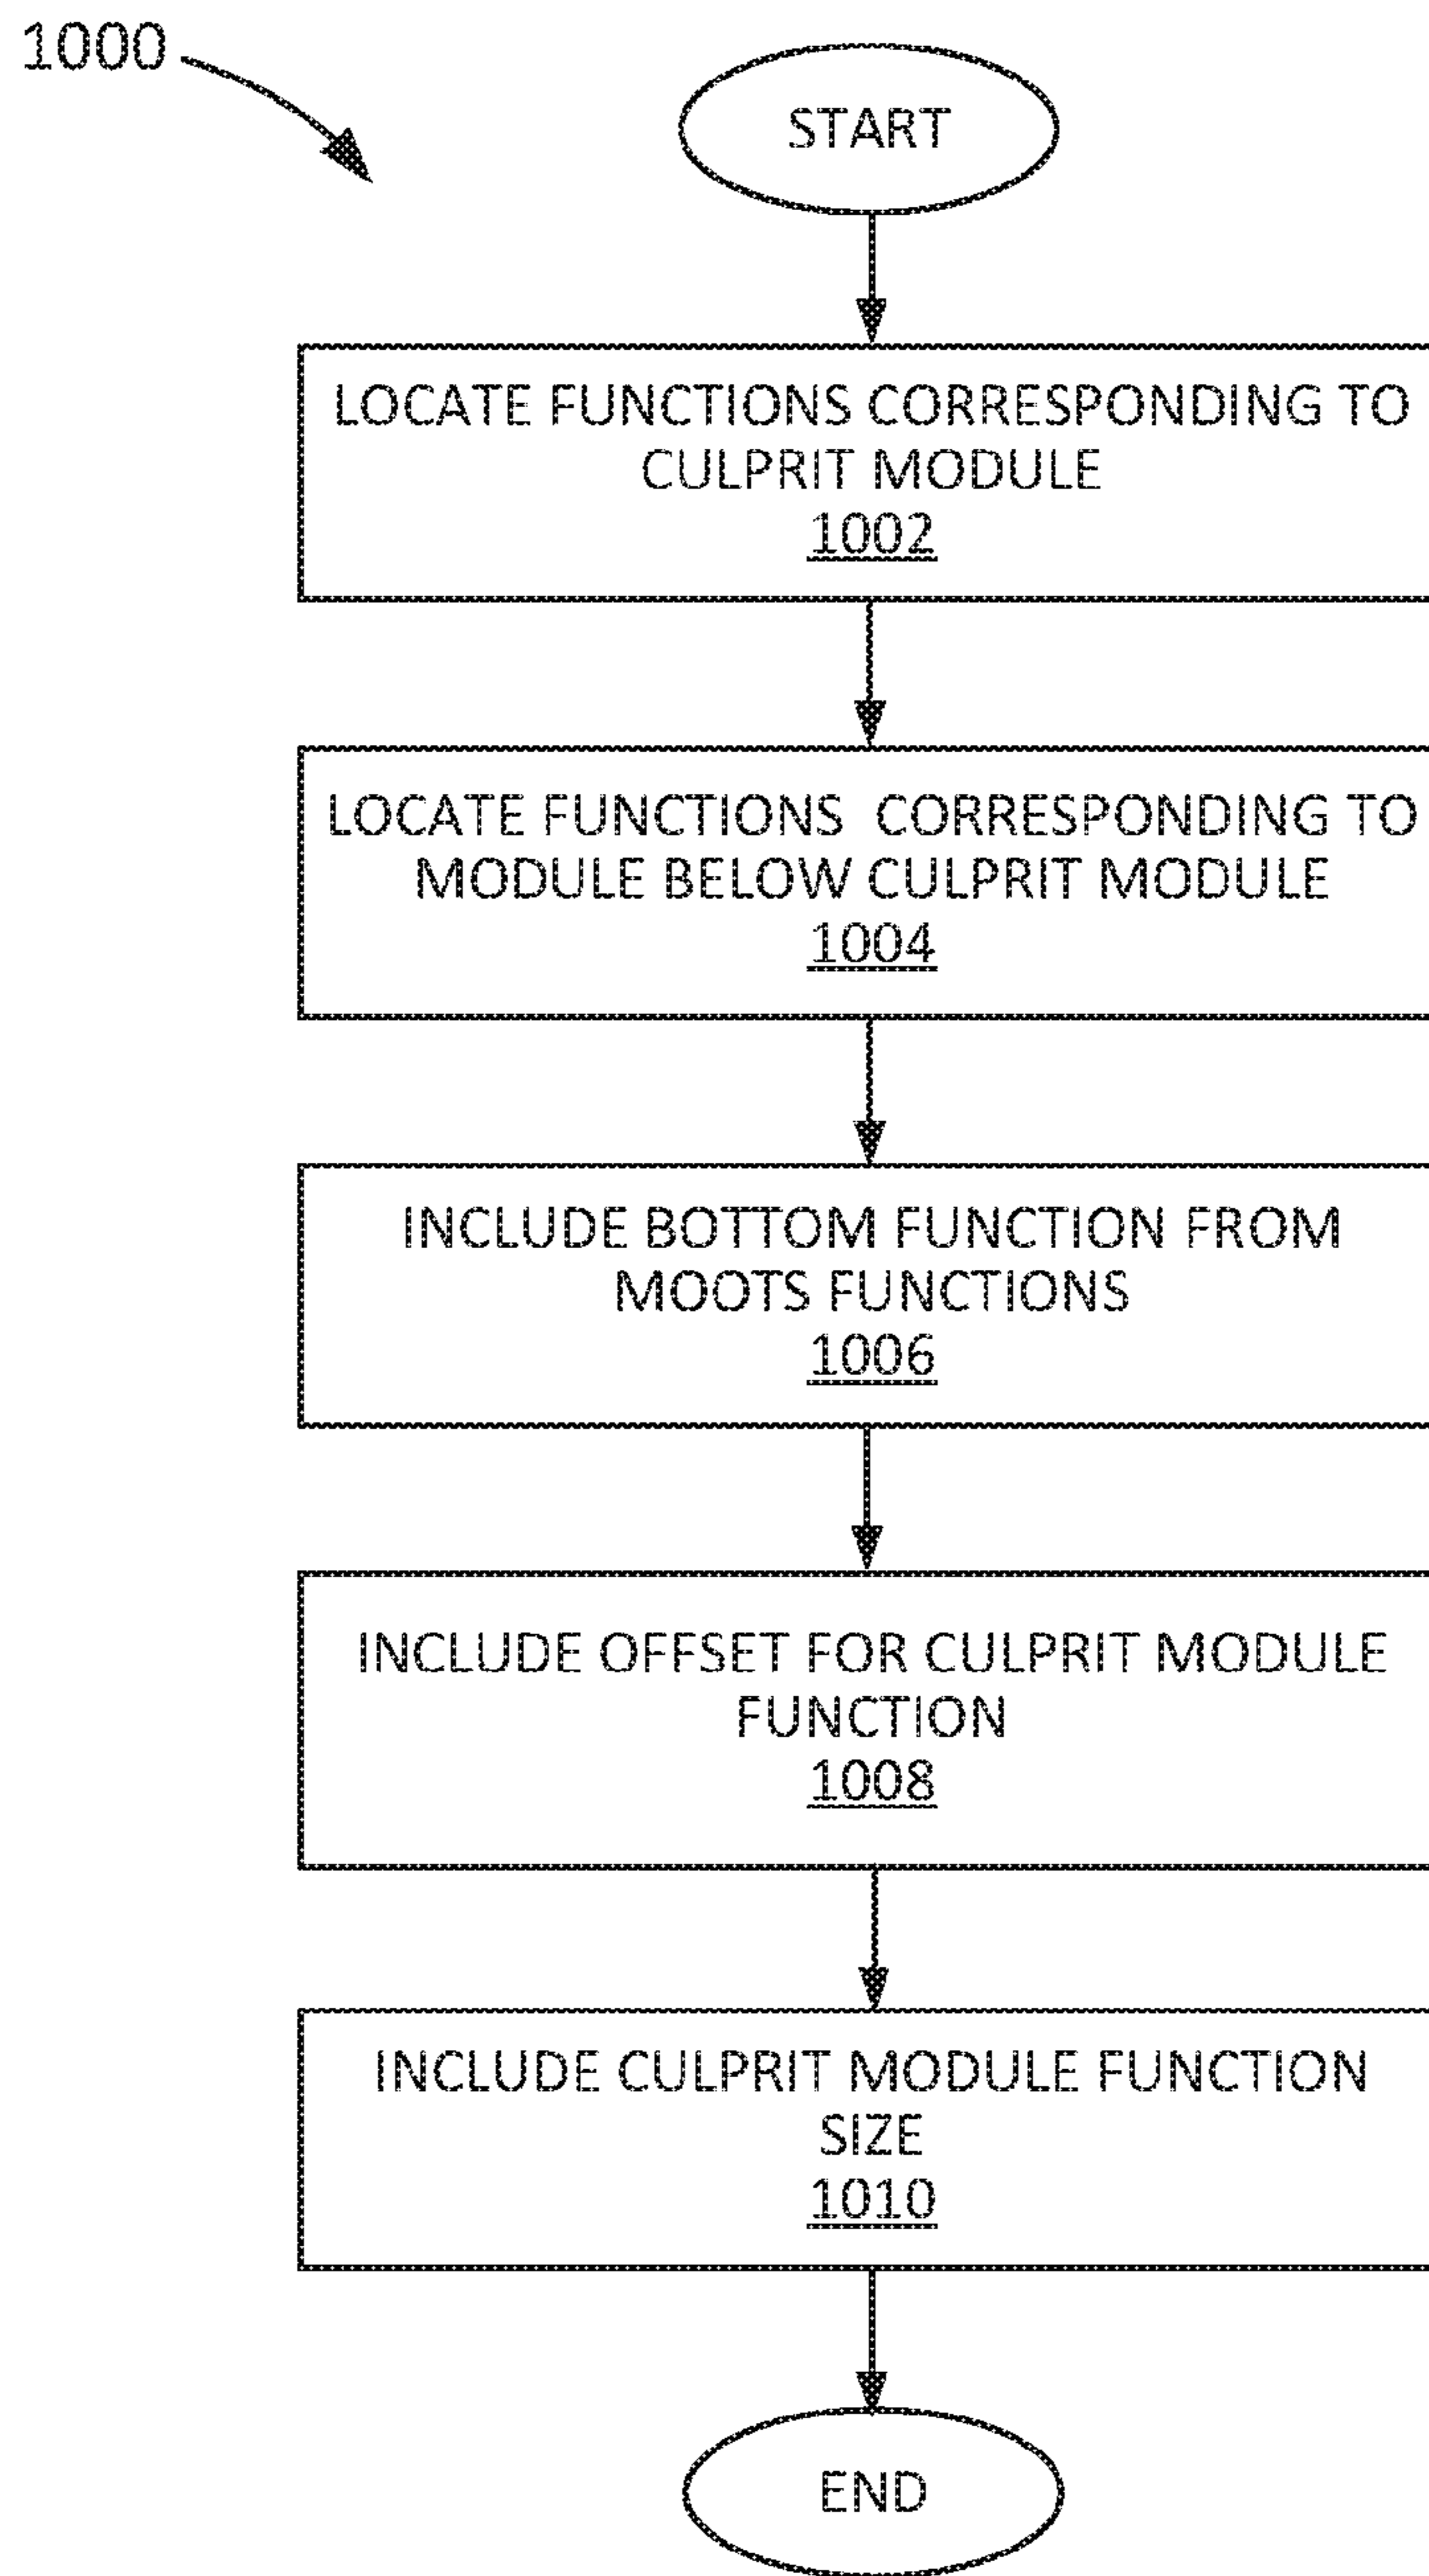 1000
START
LOCATE FUNCTIONS CORRESPONDING TO
CULPRIT MODULE
1002
LOCATE FUNCTIONS CORRESPONDING TO
MODULE BELOW CULPRIT MODULE
1004
INCLUDE BOTTOM FUNCTION FROM
MOOTS FUNCTIONS
1006
INCLUDE OFFSET FOR CULPRIT MODULE
FUNCTION
1008
INCLUDE CULPRIT MODULE FUNCTION
SIZE
1010
END